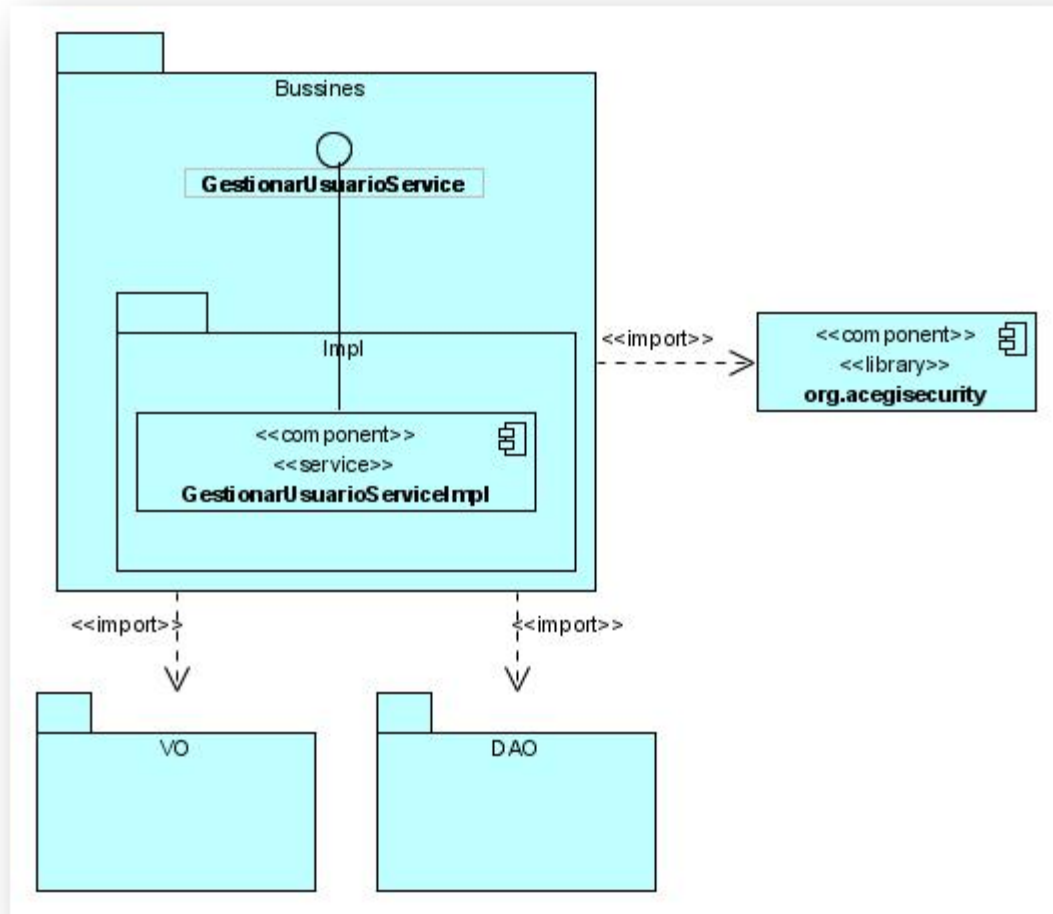 Bussines
GestionarUsuarioService
Impl
<<component>>
<<service>>
GestionarUsuarioServiceImpl
<<import>>
<<component>>
<<library>>
org.acegisecurity
<<import>>
<<import>>
VO
DAO